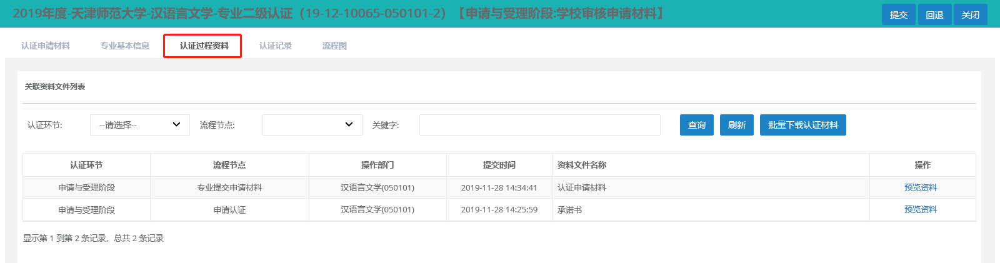 2019年度-天津师范大学-汉语言文学-专业二级认证（19-12-10065-050101-2）【申请与受理阶段:学校审核申请材料】 提交 回退 关闭
认证申请材料 专业基本信息 认证过程资料 认证记录 流程图
关联资料文件列表
认证环节: --请选择-- 流程节点: 关键字: 查询 刷新 批量下载认证材料
认证环节 流程节点 操作部门 提交时间 资料文件名称 操作
申请与受理阶段 专业提交申请材料 汉语言文学(050101) 2019-11-28 14:34:41 认证申请材料 预览资料
申请与受理阶段 申请认证 汉语言文学(050101) 2019-11-28 14:25:59 承诺书 预览资料
显示第 1 到第 2 条记录，总共 2 条记录